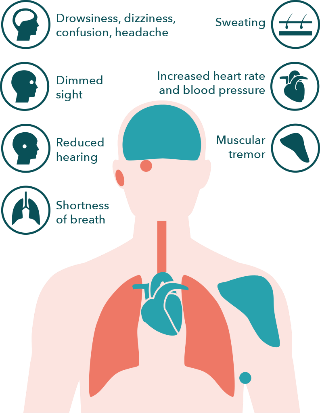 Drowsiness, dizziness,
confusion, headache
Dimmed
sight
Reduced
hearing
Shortness
of breath
Sweating
Increased heart rate
and blood pressure
Muscular
tremor